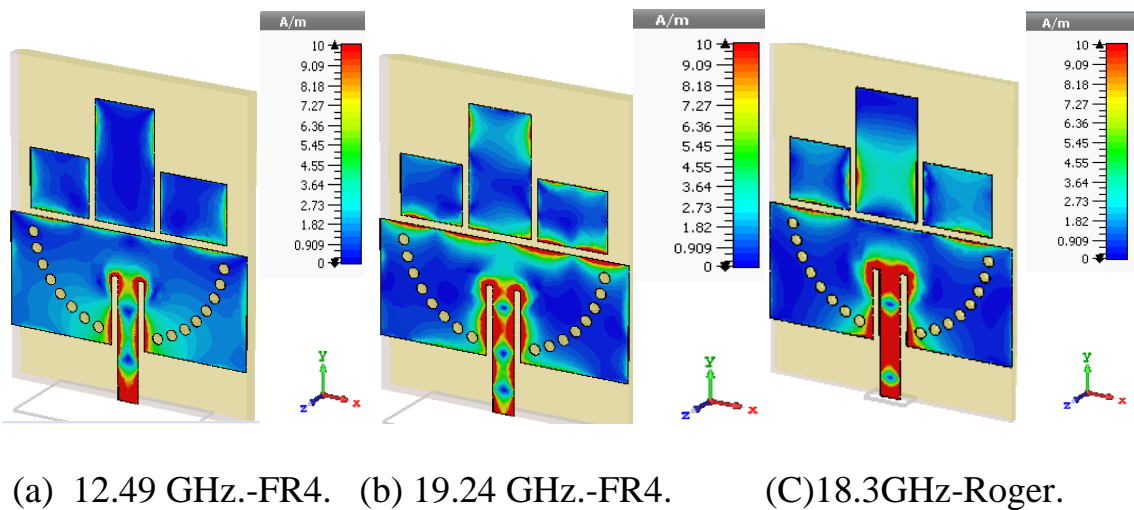 A/m
10
9.09
8.18
7.27
6.36
5.45
4.55
3.64
2.73
1.82
0.909
0
y
z
x
A/m
10
9.09
8.18
7.27
6.36
5.45
4.55
3.64
2.73
1.82
0.909
0
y
z
x
A/m
10
9.09
8.18
7.27
6.36
5.45
4.55
3.64
2.73
1.82
0.909
0
y
z
x
(a) 12.49 GHz.-FR4. (b) 19.24 GHz.-FR4. (C)18.3GHz-Roger.